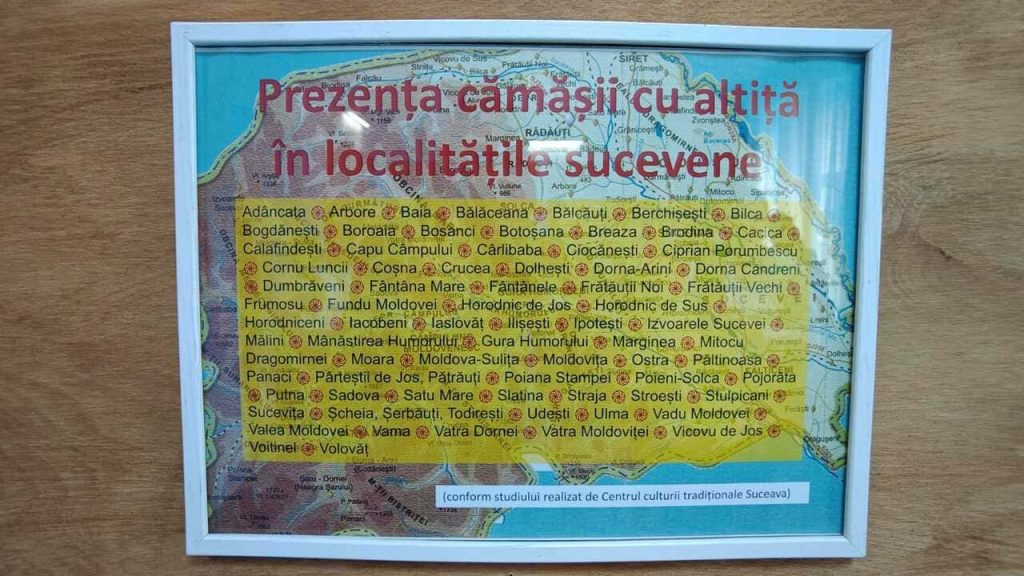 Prezența cămășii cu altiță
în localitățile sucevene
Adâncata Arbore Baia Bălăceana Bălcăuți Berchișești Bilca
Bogdănești Boroaia Bosanci Botoșana Breaza Brodina Cacica
Calafindești Capu Câmpului Cârlibaba Ciocănești Ciprian Porumbescu
Cornu Luncii Coșna Crucea Dolhești Dorna-Arini Dorna Candreni
Dumbrăveni Fântâna Mare Fântânele Frătăuții Noi Frătăuții Vechi
Frumosu Fundu Moldovei Horodnic de Jos Horodnic de Sus
Horodniceni Iacobeni Iaslovăț Ilișești Ipotești Izvoarele Sucevei
Mălini Mănăstirea Humorului Gura Humorului Marginea Mitocu
Dragomirnei Moara Moldova-Sulița Moldovița Ostra Păltinoasa
Panaci Pârteștii de Jos, Pătrăuți Poiana Stampei Poieni-Solca Pojorâta
Putna Sadova Satu Mare Slatina Straja Stroești Stulpicani
Sucevița Șcheia, Șerbăuți, Todirești Udești Ulma Vadu Moldovei
Valea Moldovei Vama Vatra Dornei Vatra Moldoviței Vicovu de Jos
Voitinel Volovăț
(conform studiului realizat de Centrul culturii tradiționale Suceava)